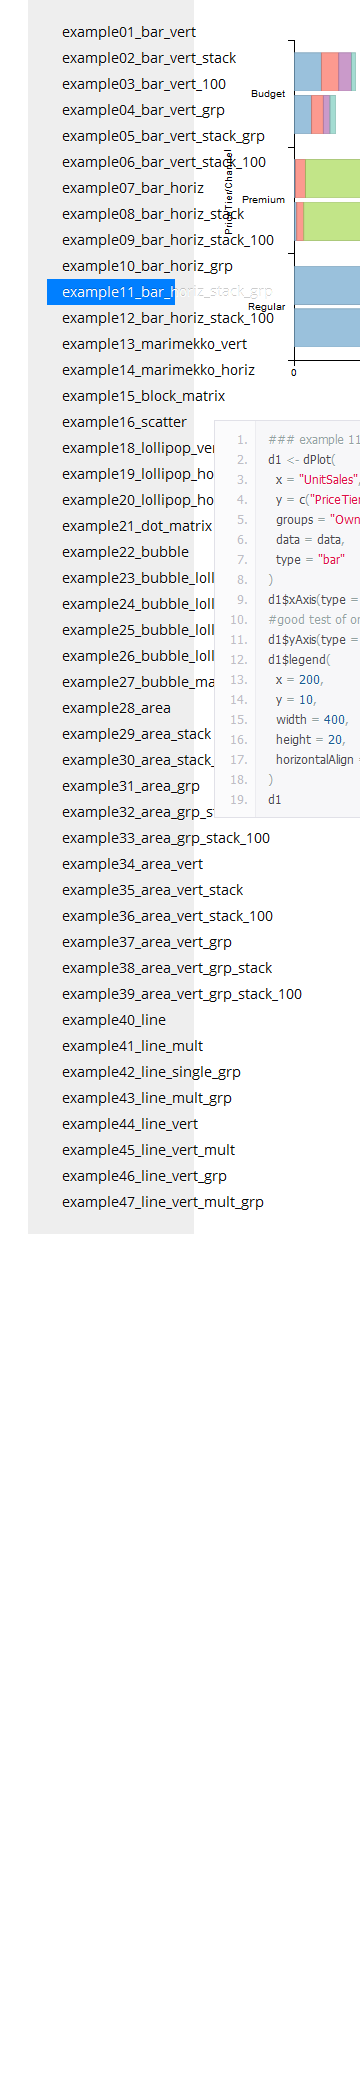 example01_bar_vert
example02_bar_vert_stack
example03_bar_vert_100
example04_bar_vert_grp
example05_bar_vert_stack_grp
example06_bar_vert_stack_100
example07_bar_horiz
example08_bar_horiz_stack
example09_bar_horiz_stack_100
example10_bar_horiz_grp
example11_bar_horiz_stack_grp
example12_bar_horiz_stack_100
example13_marimekko_vert
example14_marimekko_horiz
example15_block_matrix
example16_scatter
example18_lollipop_ve
example19_lollipop_ho
example20_lollipop_ho
example21_dot_matrix
example22_bubble
example23_bubble_loll
example24_bubble_loll
example25_bubble_loll
example26_bubble_loll
example27_bubble_ma
example28_area
example29_area_stack
example30_area_stack_
example31_area_grp
example32_area_grp_s
example33_area_grp_stack_100
example34_area_vert
example35_area_vert_stack
example36_area_vert_stack_100
example37_area_vert_grp
example38_area_vert_grp_stack
example39_area_vert_grp_stack_100
example40_line
example41_line_mult
example42_line_single_grp
example43_line_mult_grp
example44_line_vert
example45_line_vert_mult
example46_line_vert_grp
example47_line_vert_mult_grp
PriceTier/Channel
Budget
Premium
Regular
0
1. ### example 11
2. d1 <- dPlot(
3. x = "UnitSales",
4. y = c("PriceTier
5. groups = "Own
6. data = data,
7. type = "bar"
8. )
9. d1$xAxis(type =
10. #good test of or
11. d1$yAxis(type =
12. d1$legend(
13. x = 200,
14. y = 10,
15. width = 400,
16. height = 20,
17. horizontalAlign =
18. )
19. d1